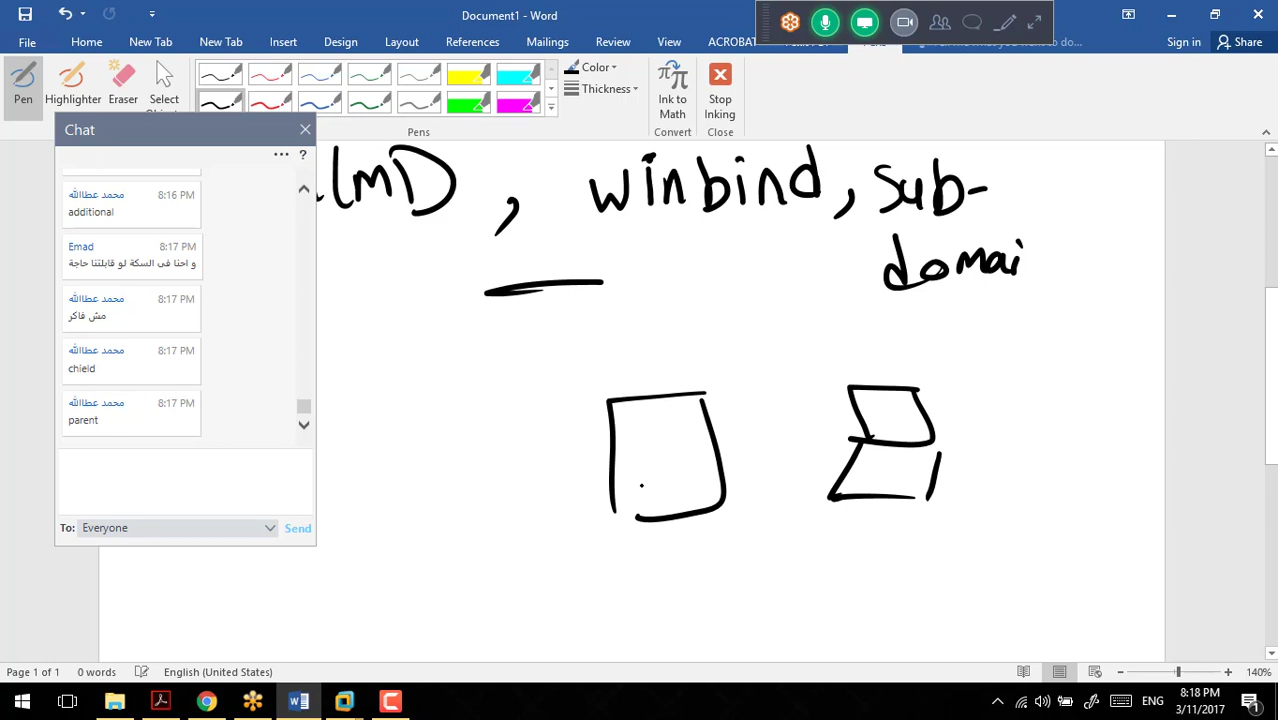 Document1 - Word
File
Home
New Tab
New Tab
Insert
Design
Layout
References
Mailings
Review
View
ACROBAT
Sign in
Share
Pen
Highlighter
Eraser
Select
Color
Thickness
Ink to
Math
Stop
Inking
Pens
Convert
Close
Chat
?
محمد عطاالله 8:16 PM
additional
Emad 8:17 PM
و احنا فى السكة لو قابلتنا حاجة
محمد عطاالله 8:17 PM
مش فاكر
محمد عطاالله 8:17 PM
chield
محمد عطاالله 8:17 PM
parent
To: Everyone
Send
, winbind, sub-
domai
Page 1 of 1
0 words
English (United States)
140%
ENG
8:18 PM
3/11/2017